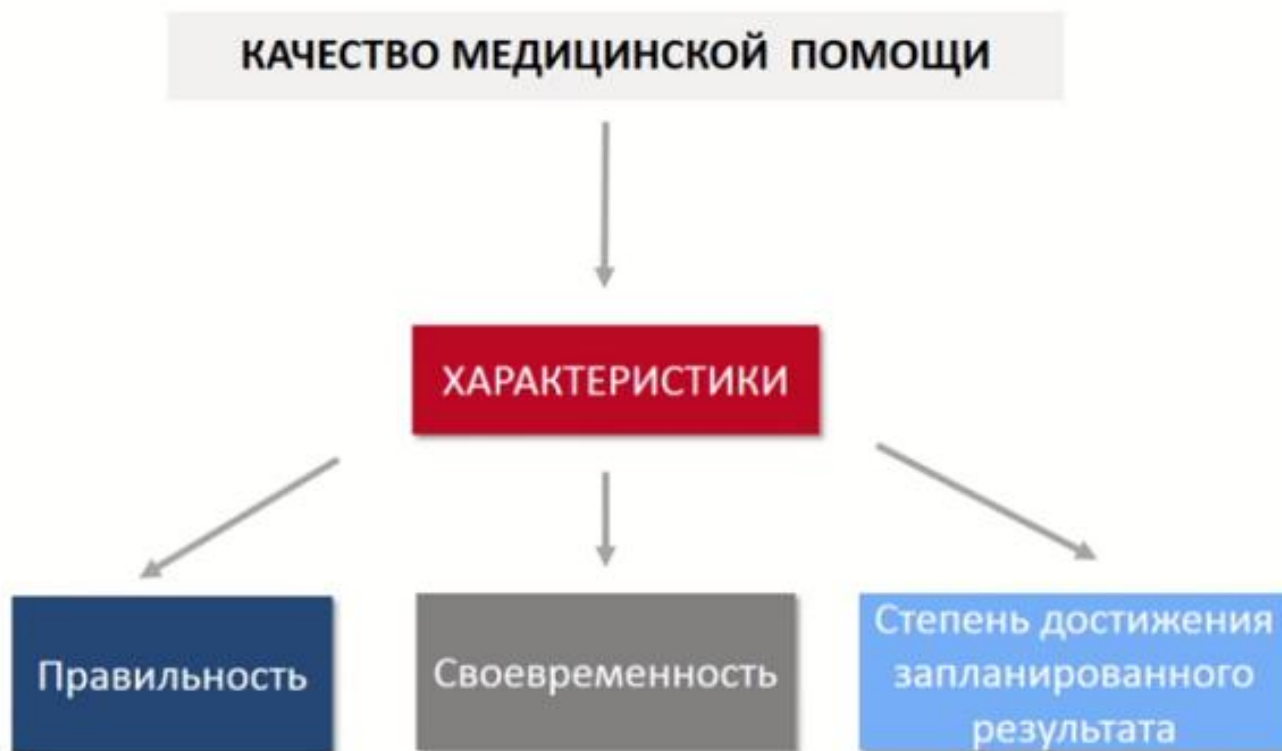 КАЧЕСТВО МЕДИЦИНСКОЙ ПОМОЩИ
ХАРАКТЕРИСТИКИ
Правильность
Своевременность
Степень достижения
запланированного
результата